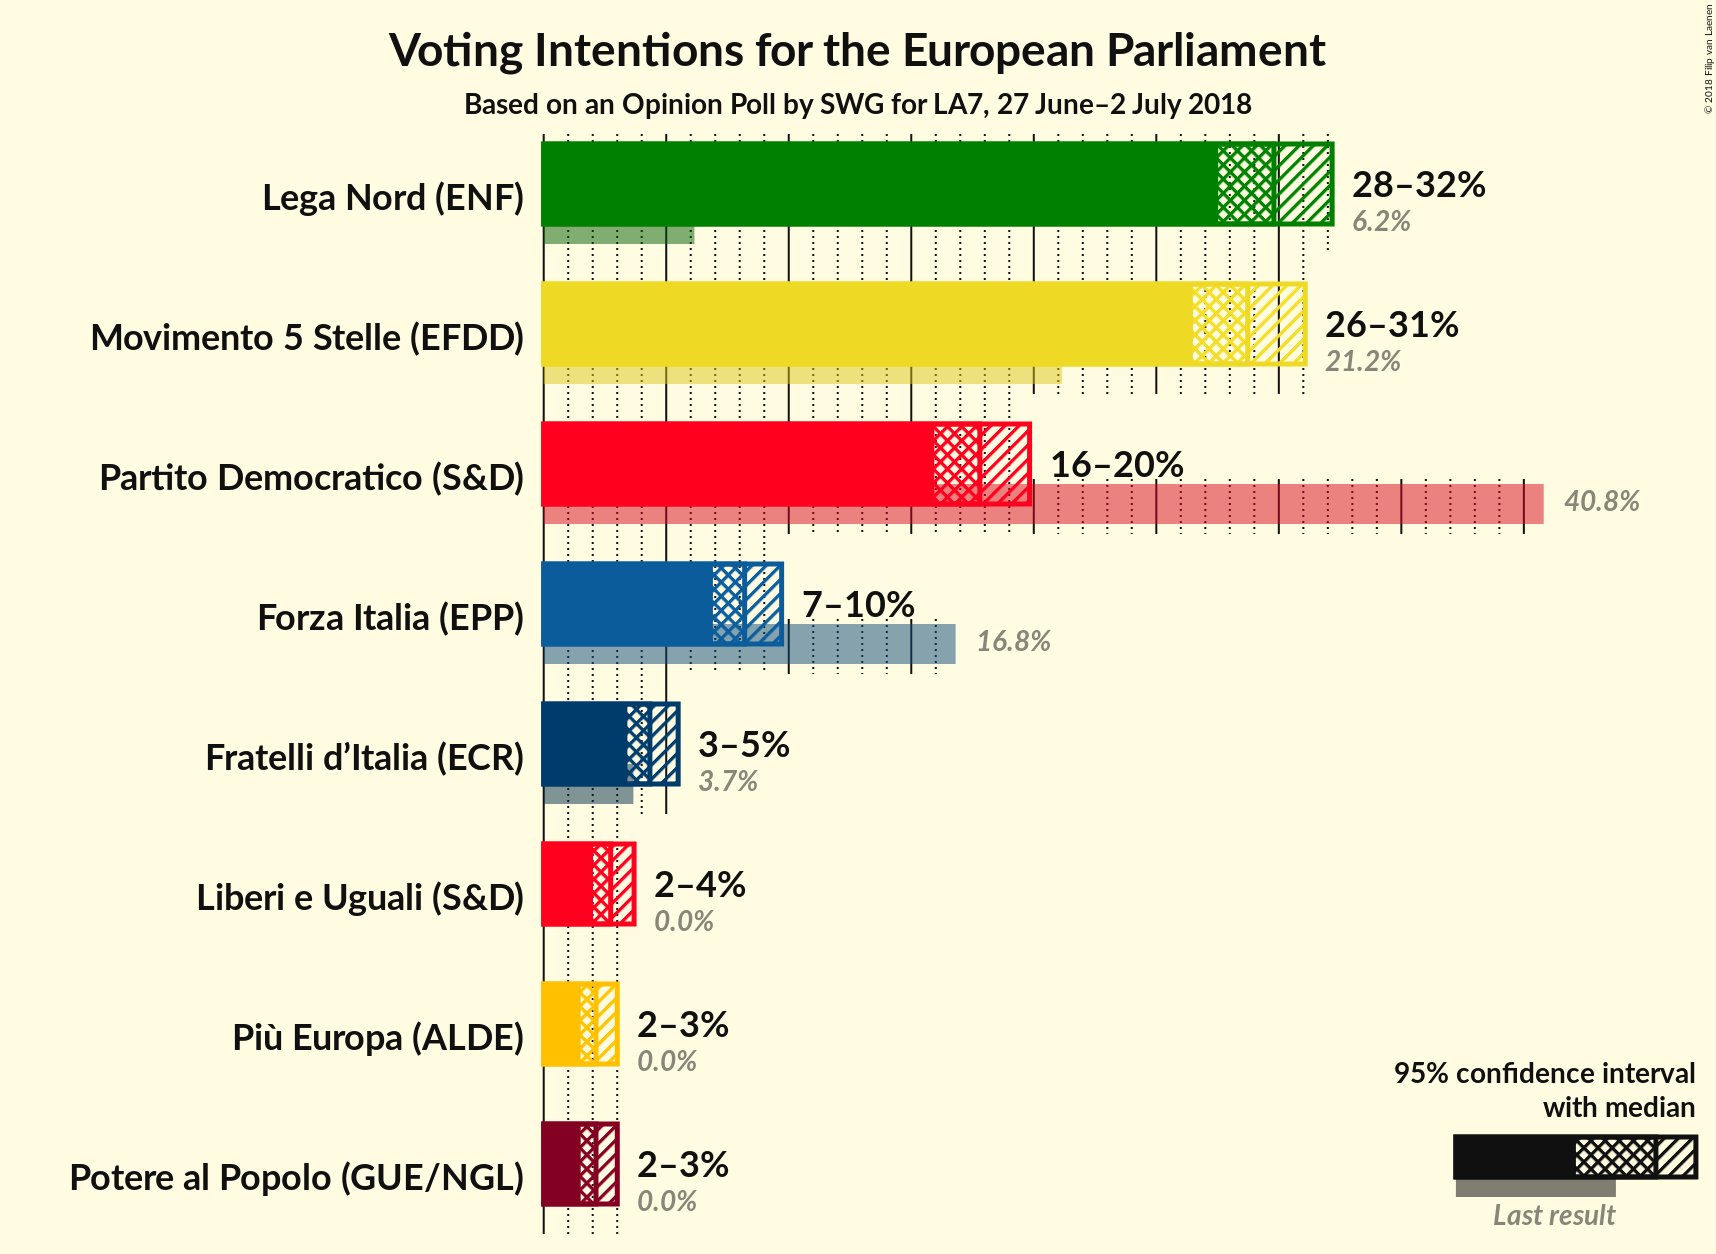 Voting Intentions for the European Parliament
Based on an Opinion Poll by SWG for LA7, 27 June–2 July 2018
© 2018 Filip van Laenen
Lega Nord (ENF)
28–32%
6.2%
Movimento 5 Stelle (EFDD)
26–31%
21.2%
Partito Democratico (S&D)
16–20%
40.8%
Forza Italia (EPP)
7–10%
16.8%
Fratelli d’Italia (ECR)
3–5%
3.7%
Liberi e Uguali (S&D)
2–4%
0.0%
Più Europa (ALDE)
2–3%
0.0%
Potere al Popolo (GUE/NGL)
2–3%
0.0%
95% confidence interval
with median
Last result